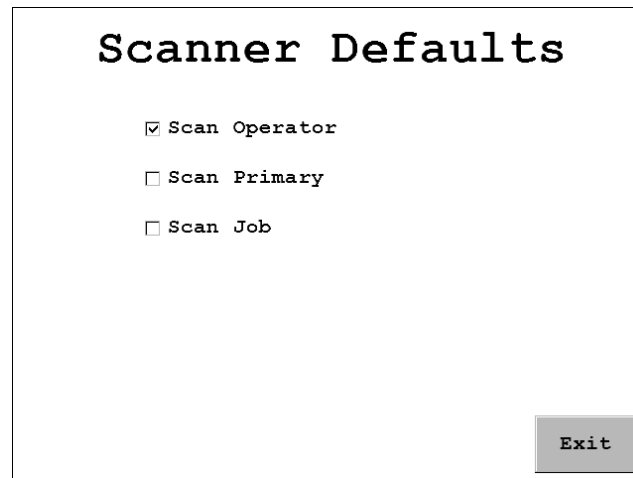 Scanner Defaults
Scan Operator
Scan Primary
Scan Job
Exit